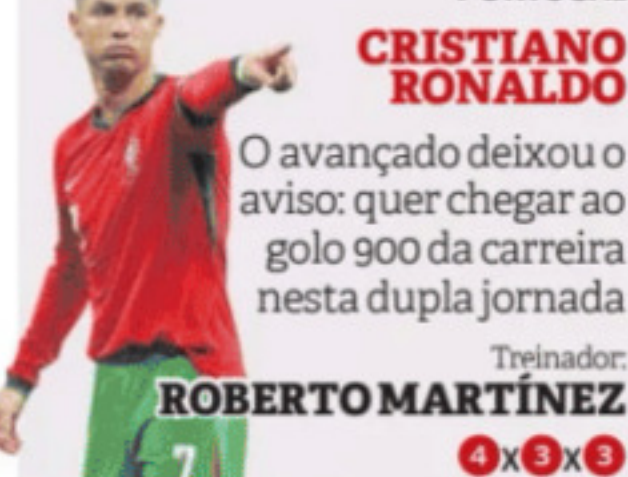 CRISTIANO
RONALDO
O avançado deixou o
aviso: quer chegar ao
golo 900 da carreira
nesta dupla jornada
Treinador:
ROBERTO MARTÍNEZ
4x3x3
7